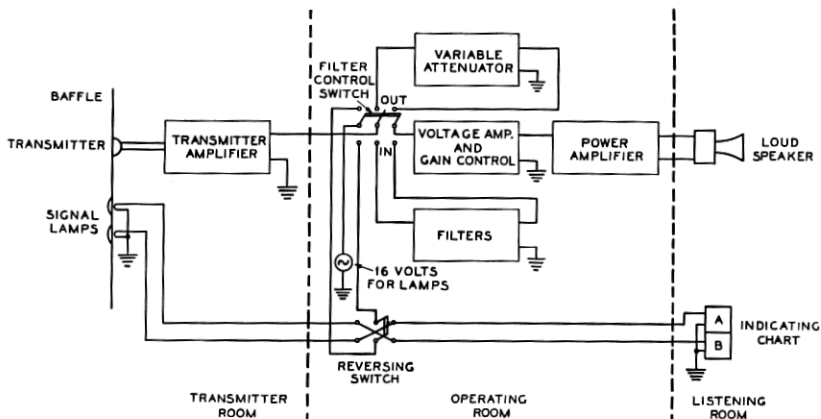 VARIABLE
ATTENUATOR
FILTER
CONTROL
SWITCH
OUT
BAFFLE
TRANSMITTER
TRANSMITTER
AMPLIFIER
VOLTAGE AMP.
AND
GAIN CONTROL
POWER
AMPLIFIER
LOUD
SPEAKER
IN
SIGNAL
LAMPS
FILTERS
16 VOLTS
FOR LAMPS
A
B
INDICATING
CHART
REVERSING
SWITCH
TRANSMITTER
ROOM
OPERATING
ROOM
LISTENING
ROOM